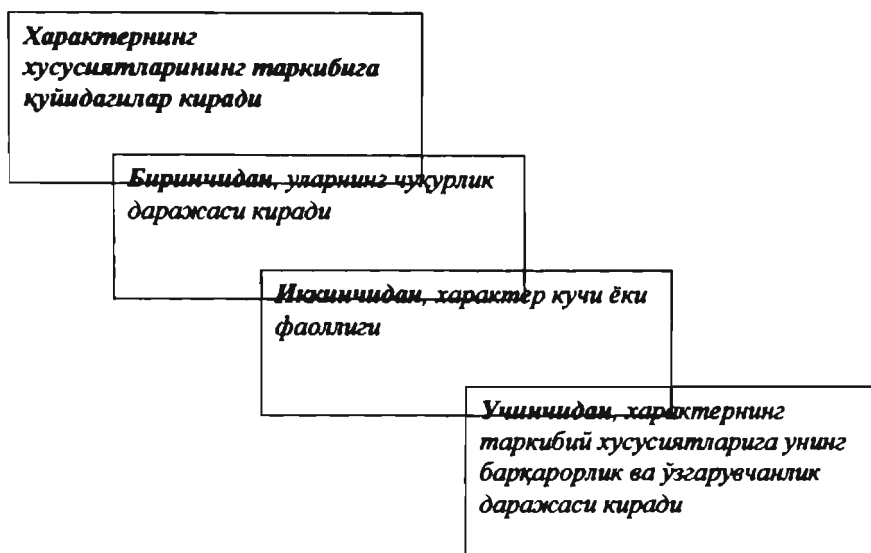 Характернинг
хусусиятларининг таркибига
қуйидагилар киради
Биринчидан, уларнинг чуқурлик
даражаси киради
Иккинчидан, характер кучи ёки
фаоллиги
Учинчидан, характернинг
таркибий хусусиятларига унинг
барқарорлик ва ўзгарувчанлик
даражаси киради